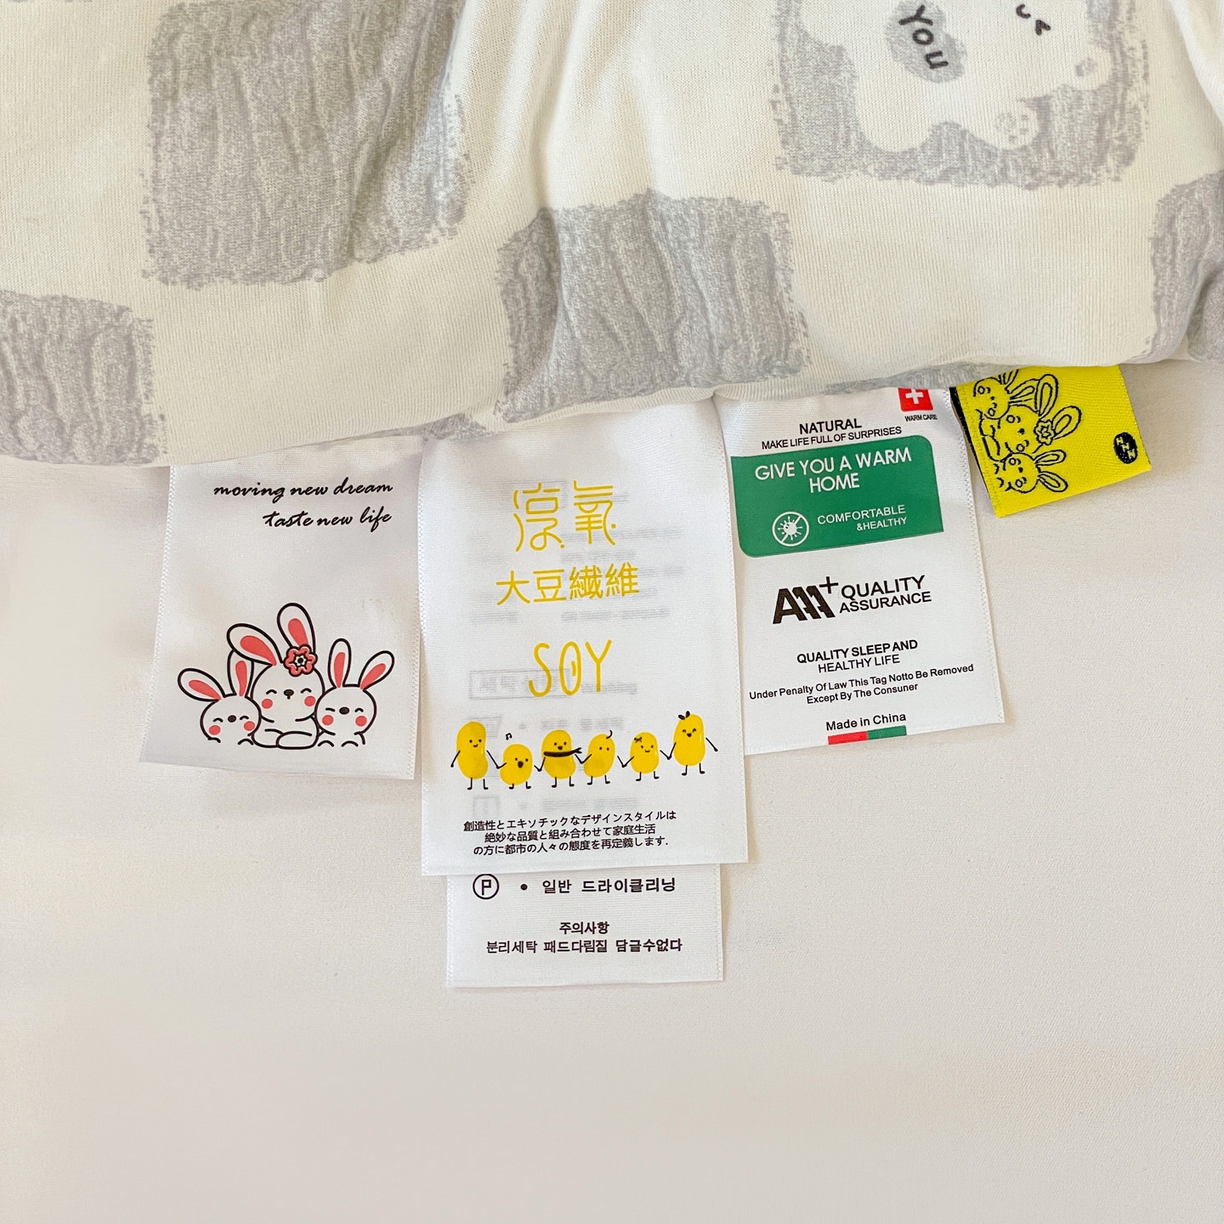 You
moving new dream
taste new life
大豆繊維
SOY
創造性とエキソチックなデザインスタイルは
絶妙な品質と組み合わせて家庭生活
の方に都市の人々の態度を再定義します.
P • 일반 드라이클리닝
주의사항
분리세탁 패드다림질 담글수없다
WARM CARE
NATURAL
MAKE LIFE FULL OF SURPRISES
GIVE YOU A WARM
HOME
COMFORTABLE
&HEALTHY
QUALITY
ASSURANCE
QUALITY SLEEP AND
HEALTHY LIFE
Under Penalty Of Law This Tag Notto Be Removed
Except By The Consuner
Made in China